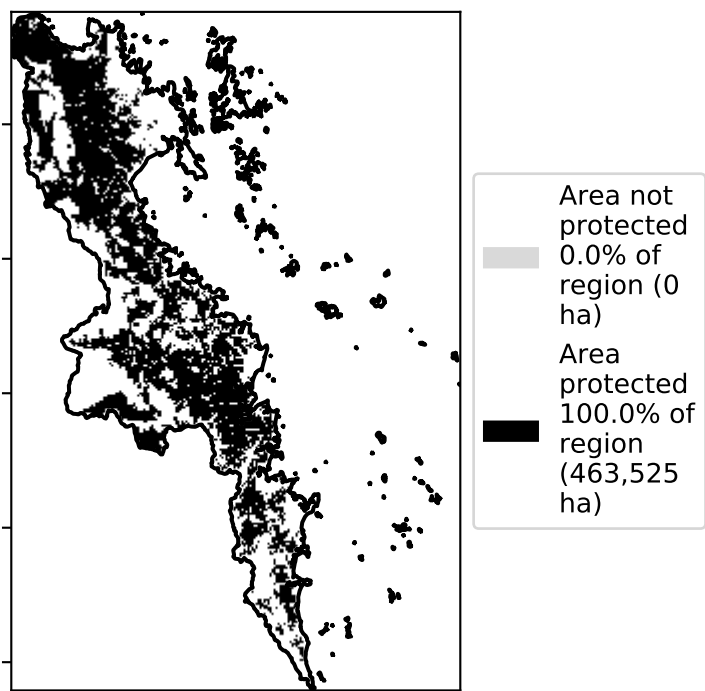 Area not
protected
0.0% of
region (0
ha)
Area
protected
100.0% of
region
(463,525
ha)